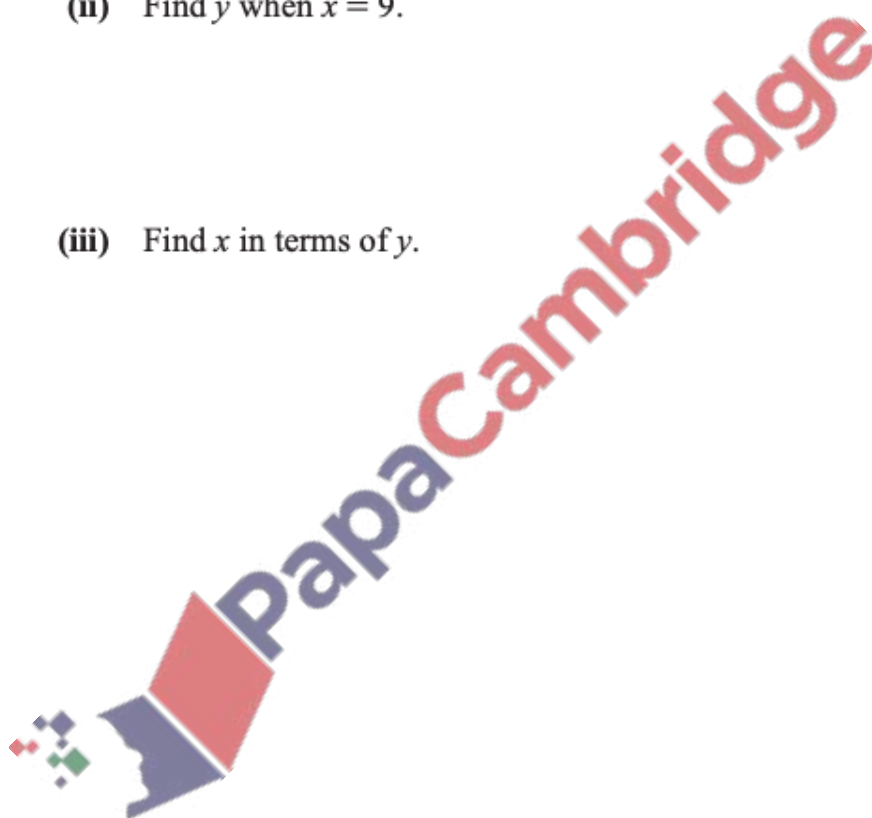 (ii) Find y when x = 9.
(iii) Find x in terms of y.
PapaCambridge